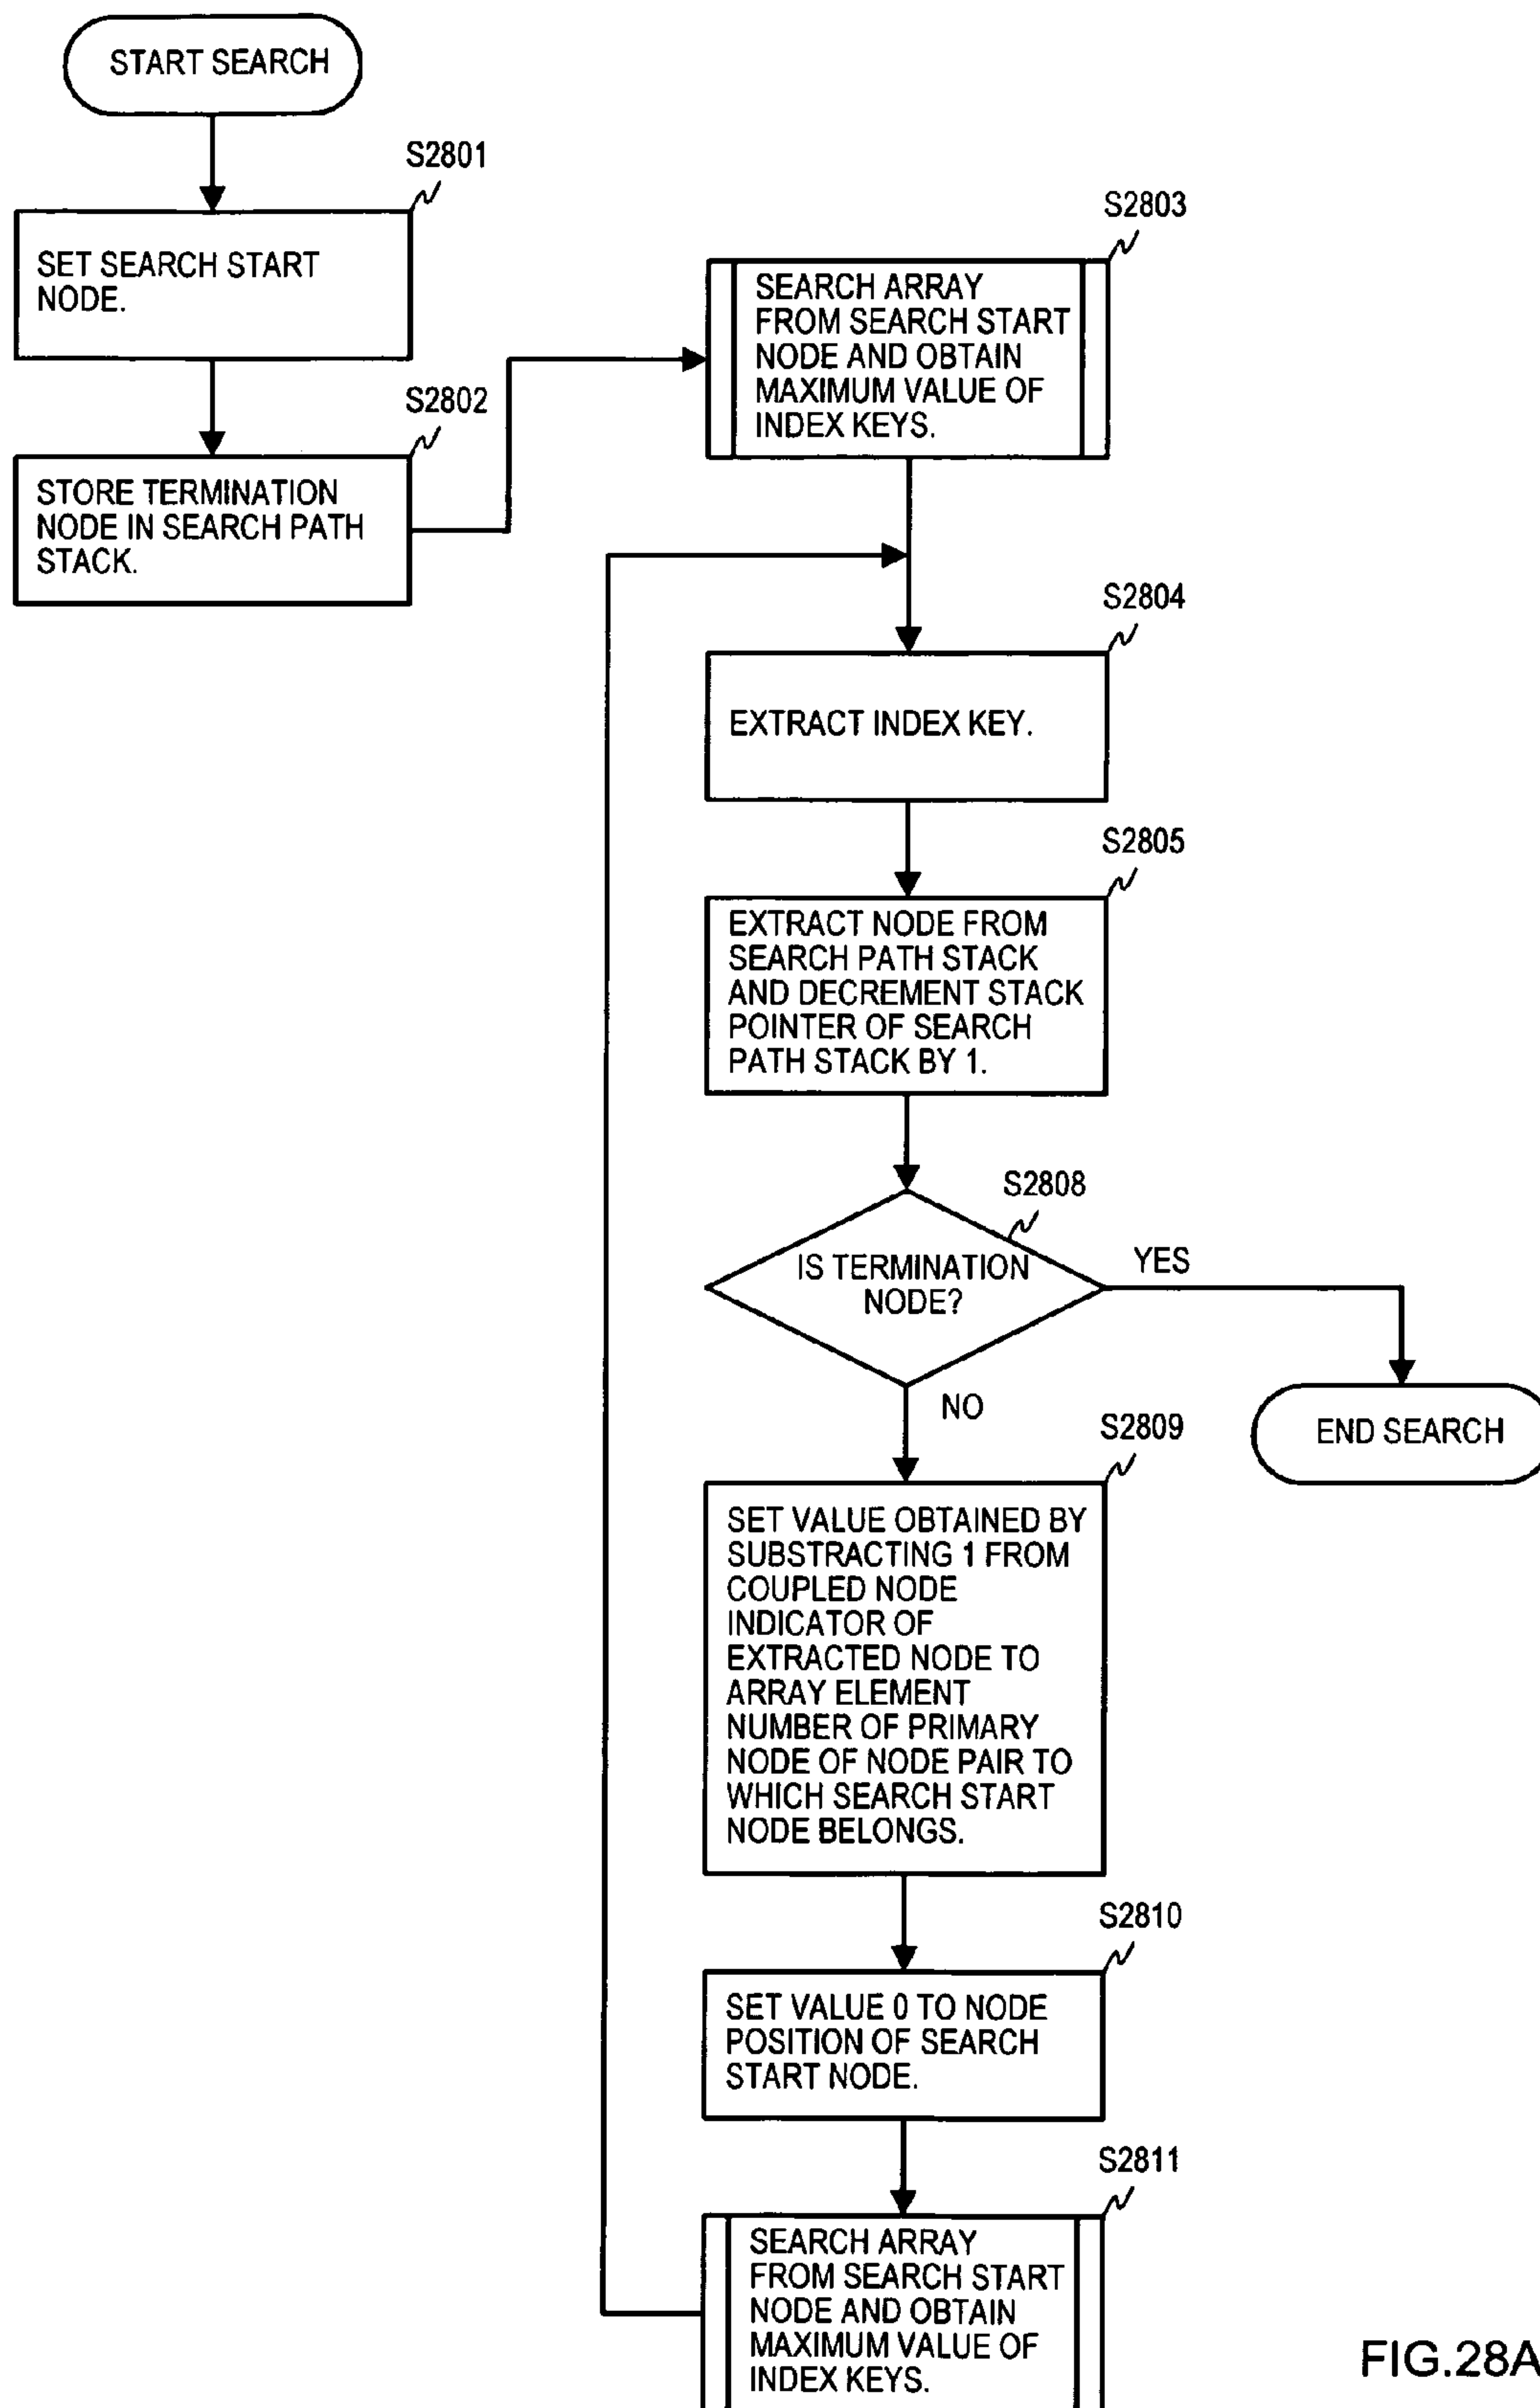 START SEARCH
S2801
SET SEARCH START
NODE.
S2802
STORE TERMINATION
NODE IN SEARCH PATH
STACK.
S2803
SEARCH ARRAY
FROM SEARCH START
NODE AND OBTAIN
MAXIMUM VALUE OF
INDEX KEYS.
S2804
EXTRACT INDEX KEY.
S2805
EXTRACT NODE FROM
SEARCH PATH STACK
AND DECREMENT STACK
POINTER OF SEARCH
PATH STACK BY 1.
S2808
IS TERMINATION
NODE?
YES
END SEARCH
NO
S2809
SET VALUE OBTAINED BY
SUBSTRACTING 1 FROM
COUPLED NODE
INDICATOR OF
EXTRACTED NODE TO
ARRAY ELEMENT
NUMBER OF PRIMARY
NODE OF NODE PAIR TO
WHICH SEARCH START
NODE BELONGS.
S2810
SET VALUE 0 TO NODE
POSITION OF SEARCH
START NODE.
S2811
SEARCH ARRAY
FROM SEARCH START
NODE AND OBTAIN
MAXIMUM VALUE OF
INDEX KEYS.
FIG.28A